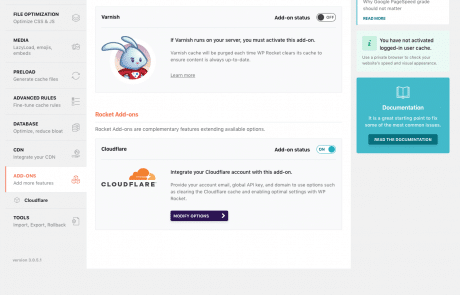 FILE OPTIMIZATION
Optimize CSS & JS
MEDIA
LazyLoad, emojis,
embeds
PRELOAD
Generate cache files
ADVANCED RULES
Fine-tune cache rules
DATABASE
Optimize, reduce bloat
CDN
Integrate your CDN
ADD-ONS
Add more features
Cloudflare
TOOLS
Import, Export, Rollback
Varnish
Add-on status
OFF
If Varnish runs on your server, you must activate this add-on.
Varnish cache will be purged each time WP Rocket clears its cache to
ensure content is always up-to-date.
Learn more
Rocket Add-ons
Rocket Add-ons are complementary features extending available options.
Cloudflare
Add-on status
ON
CLOUDFLARE
Integrate your Cloudflare account with this add-on.
Provide your account email, global API key, and domain to use options such
as clearing the Cloudflare cache and enabling optimal settings with WP
Rocket.
MODIFY OPTIONS
Why Google PageSpeed grade
should not matter
READ MORE
You have not activated
logged-in user cache.
Use a private browser to check your
website's speed and visual appearance.
Documentation
It is a great starting point to fix
some of the most common issues.
READ THE DOCUMENTATION